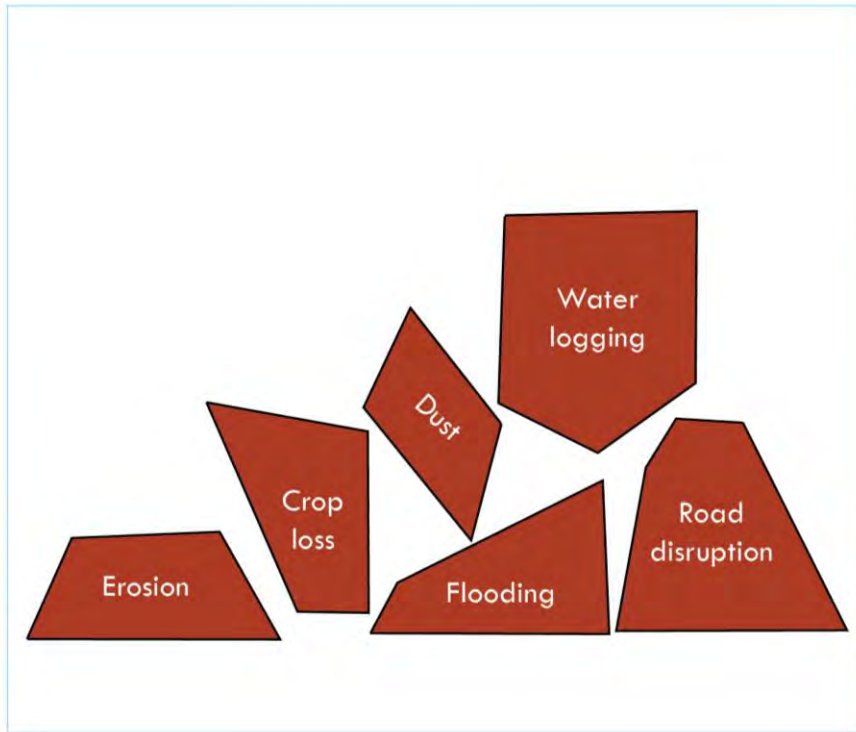 Water
logging
Dust
Crop
loss
Road
disruption
Erosion
Flooding